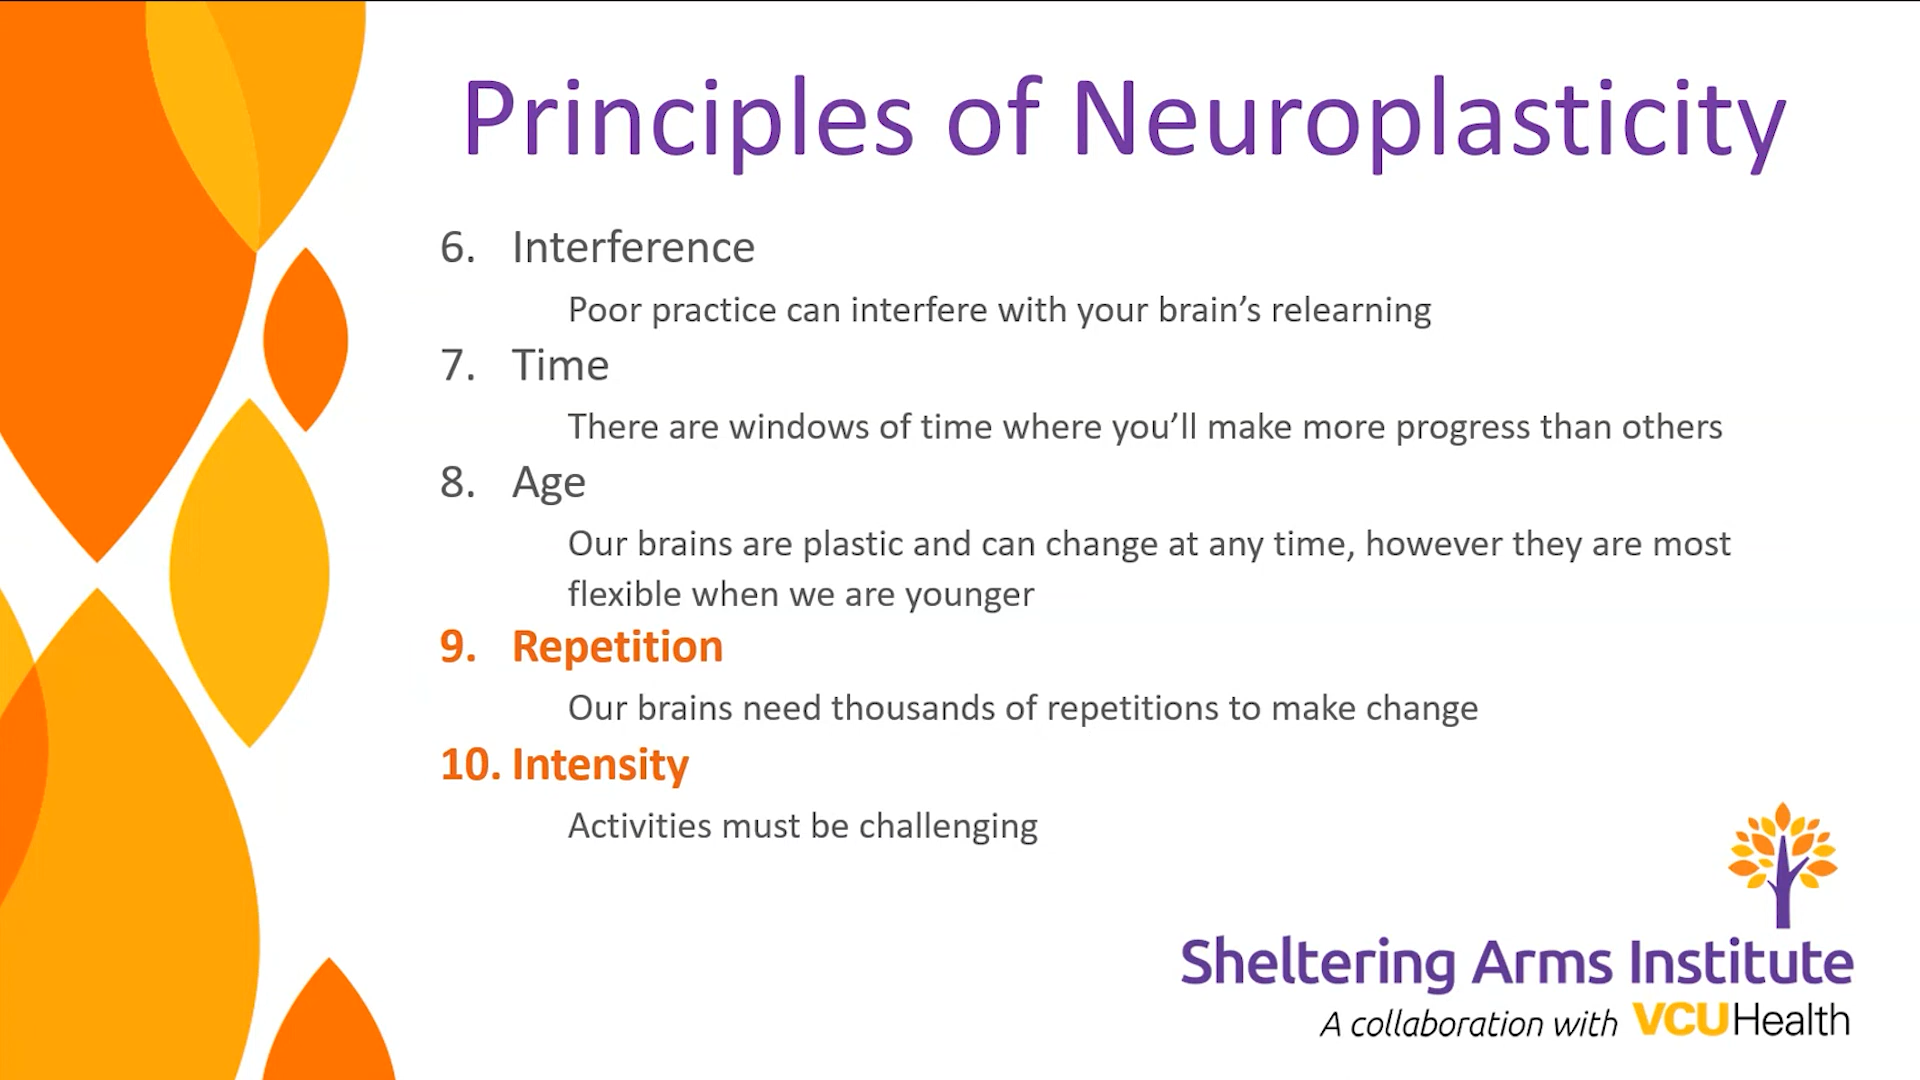 Principles of Neuroplasticity
6. Interference
Poor practice can interfere with your brain’s relearning
7. Time
There are windows of time where you’ll make more progress than others
8. Age
Our brains are plastic and can change at any time, however they are most
flexible when we are younger
9. Repetition
Our brains need thousands of repetitions to make change
10. Intensity
Activities must be challenging
Sheltering Arms Institute
A collaboration with VCUHealth